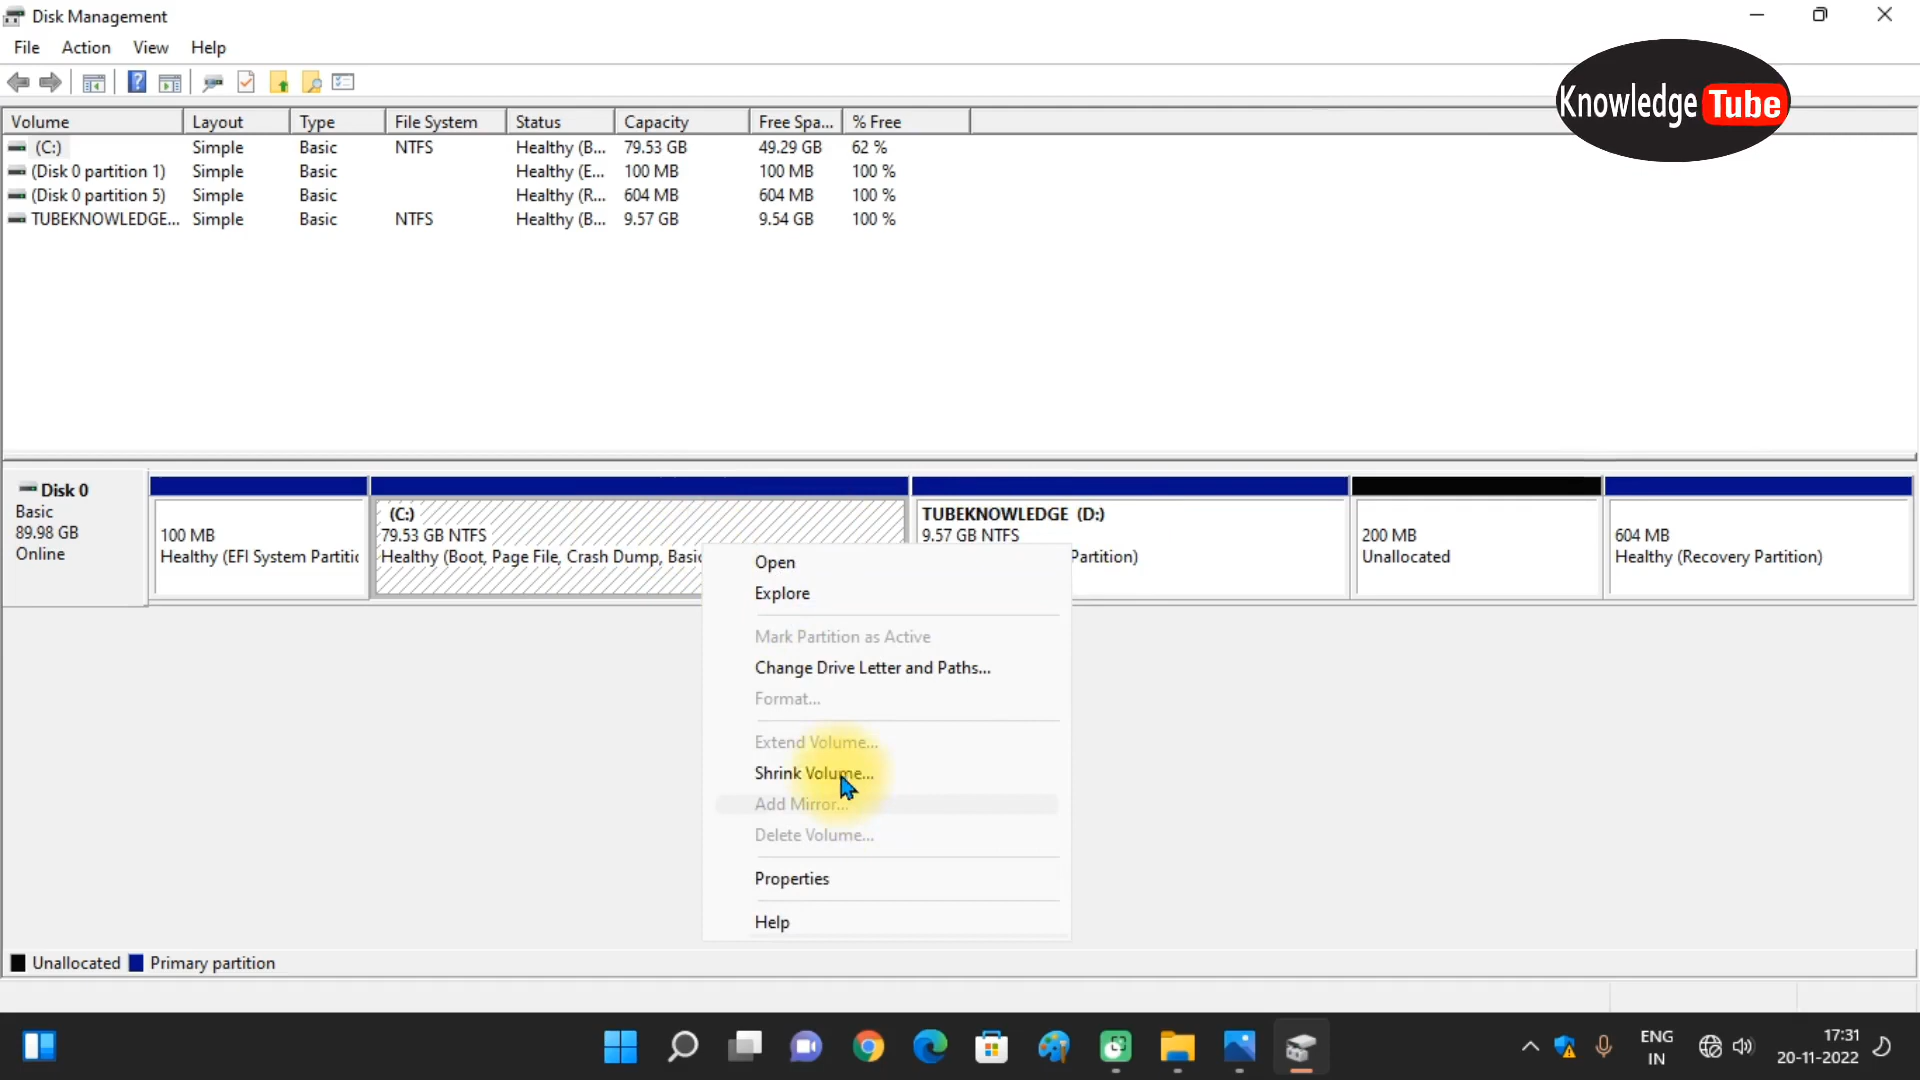 Disk Management
File Action View Help
Knowledge Tube
Volume Layout Type File System Status Capacity Free Spa... % Free
(C:) Simple Basic NTFS Healthy (B... 79.53 GB 49.29 GB 62 %
(Disk 0 partition 1) Simple Basic Healthy (E... 100 MB 100 MB 100 %
(Disk 0 partition 5) Simple Basic Healthy (R... 604 MB 604 MB 100 %
TUBEKNOWLEDGE... Simple Basic NTFS Healthy (B... 9.57 GB 9.54 GB 100 %
Disk 0
Basic
89.98 GB
Online
100 MB
Healthy (EFI System Partitic
(C:)
79.53 GB NTFS
Healthy (Boot, Page File, Crash Dump, Basic
TUBEKNOWLEDGE (D:)
9.57 GB NTFS
Partition)
200 MB
Unallocated
604 MB
Healthy (Recovery Partition)
Open
Explore
Mark Partition as Active
Change Drive Letter and Paths...
Format...
Extend Volume...
Shrink Volume...
Add Mirror...
Delete Volume...
Properties
Help
Unallocated Primary partition
ENG
IN
17:31
20-11-2022